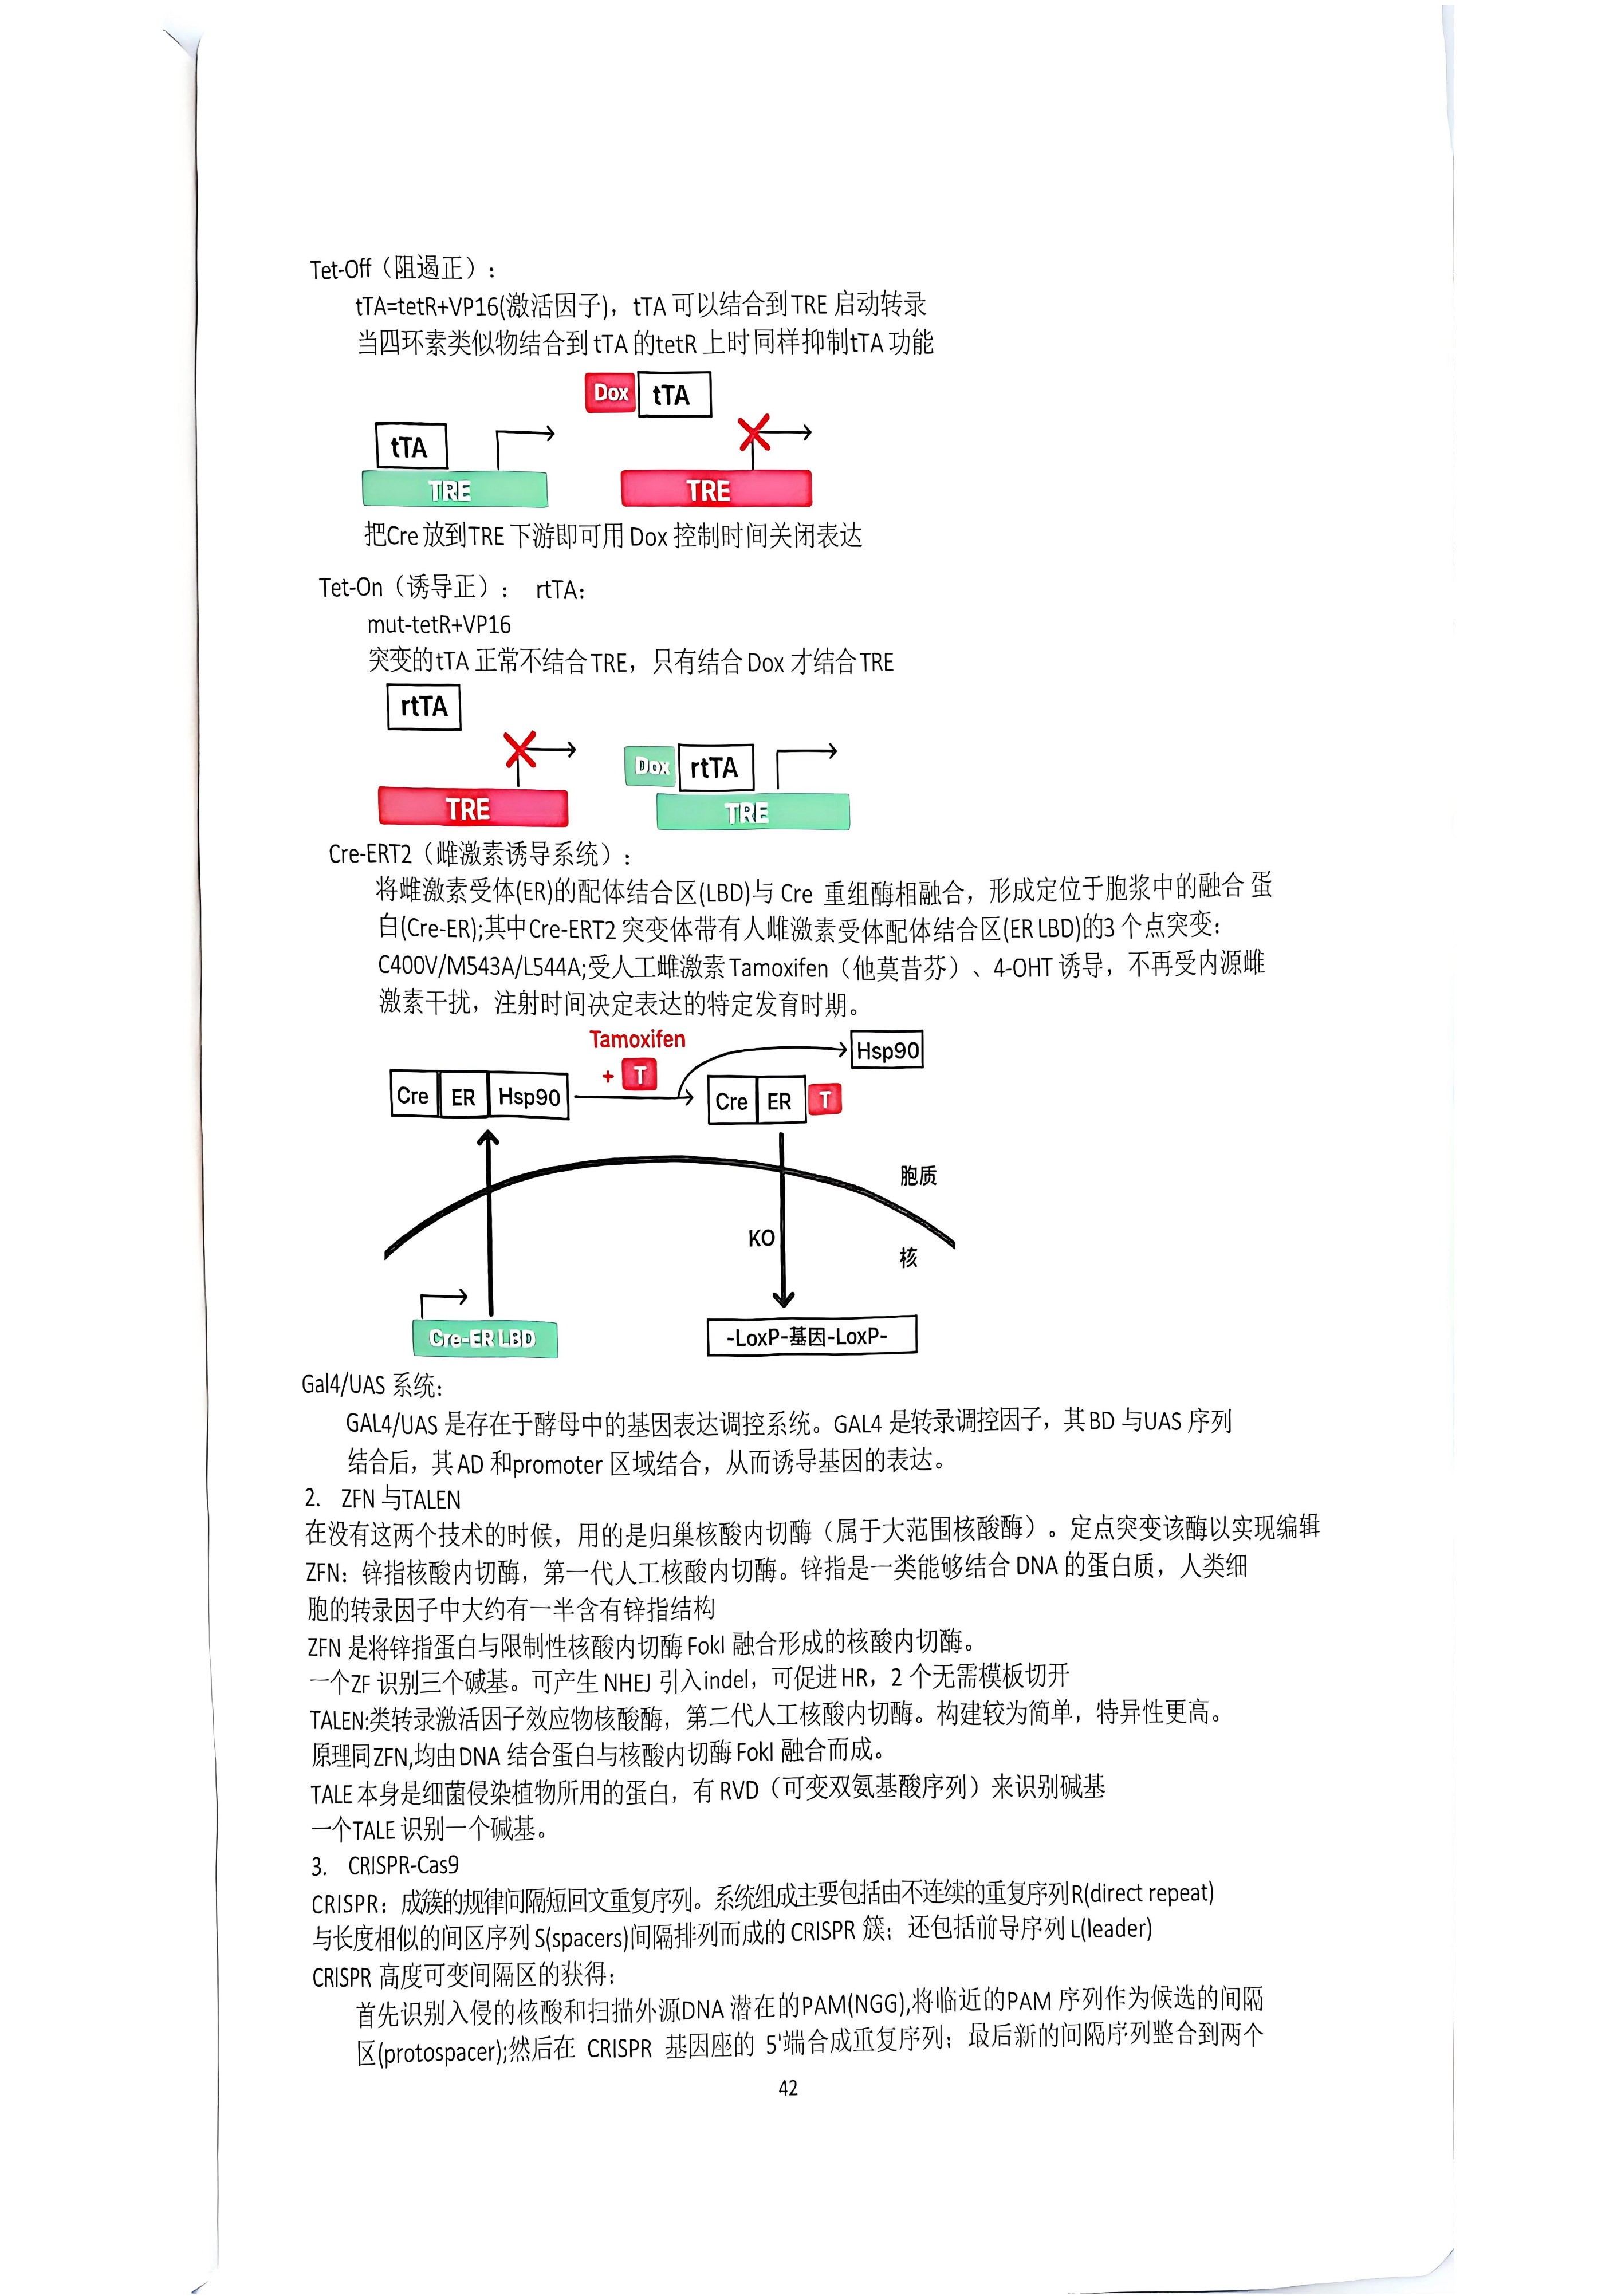 Tet-Off（阻遏正）：
tTA=tetR+VP16(激活因子)，tTA 可以结合到 TRE 启动转录
当四环素类似物结合到 tTA 的tetR 上时同样抑制tTA 功能
Dox tTA
tTA
TRE TRE
把Cre 放到TRE 下游即可用 Dox 控制时间关闭表达
Tet-On（诱导正）： rtTA：
mut-tetR+VP16
突变的tTA 正常不结合TRE，只有结合 Dox 才结合TRE
rtTA
Dox rtTA
TRE TRE
Cre-ERT2（雌激素诱导系统）：
将雌激素受体(ER)的配体结合区(LBD)与 Cre 重组酶相融合，形成定位于胞浆中的融合 蛋
白(Cre-ER);其中Cre-ERT2 突变体带有人雌激素受体配体结合区(ER LBD)的3 个点突变：
C400V/M543A/L544A;受人工雌激素 Tamoxifen（他莫昔芬）、4-OHT 诱导，不再受内源雌
激素干扰，注射时间决定表达的特定发育时期。
Tamoxifen
+ T
Hsp90
Cre ER Hsp90
Cre ER T
胞质
KO
核
Cre-ER LBD
-LoxP-基因-LoxP-
Gal4/UAS 系统：
GAL4/UAS 是存在于酵母中的基因表达调控系统。GAL4 是转录调控因子，其BD 与UAS 序列
结合后，其AD 和promoter 区域结合，从而诱导基因的表达。
2. ZFN 与TALEN
在没有这两个技术的时候，用的是归巢核酸内切酶（属于大范围核酸酶）。定点突变该酶以实现编辑
ZFN：锌指核酸内切酶，第一代人工核酸内切酶。锌指是一类能够结合 DNA 的蛋白质，人类细
胞的转录因子中大约有一半含有锌指结构
ZFN 是将锌指蛋白与限制性核酸内切酶 FokI 融合形成的核酸内切酶。
一个ZF 识别三个碱基。可产生 NHEJ 引入indel，可促进HR，2 个无需模板切开
TALEN:类转录激活因子效应物核酸酶，第二代人工核酸内切酶。构建较为简单，特异性更高。
原理同ZFN,均由DNA 结合蛋白与核酸内切酶 FokI 融合而成。
TALE 本身是细菌侵染植物所用的蛋白，有 RVD（可变双氨基酸序列）来识别碱基
一个TALE 识别一个碱基。
3. CRISPR-Cas9
CRISPR：成簇的规律间隔短回文重复序列。系统组成主要包括由不连续的重复序列R(direct repeat)
与长度相似的间区序列 S(spacers)间隔排列而成的 CRISPR 簇；还包括前导序列 L(leader)
CRISPR 高度可变间隔区的获得：
首先识别入侵的核酸和扫描外源DNA 潜在的PAM(NGG),将临近的PAM 序列作为候选的间隔
区(protospacer);然后在 CRISPR 基因座的 5'端合成重复序列；最后新的间隔序列整合到两个
42